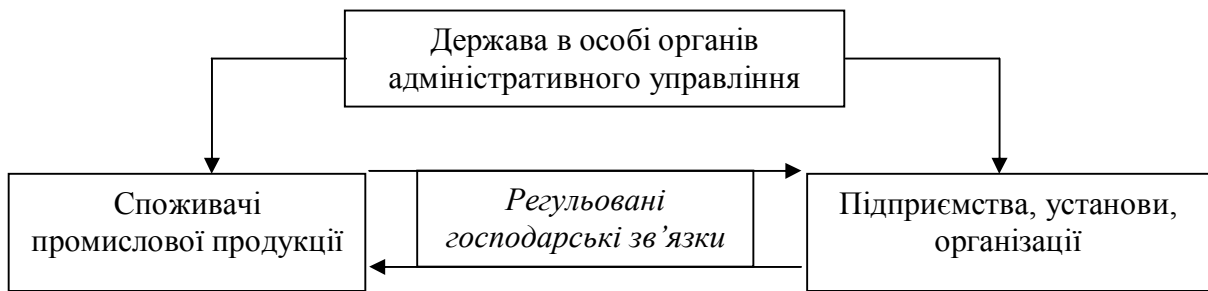 Держава в особі органів
адміністративного управління
Споживачі
промислової продукції
Регульовані
господарські зв’язки
Підприємства, установи,
організації